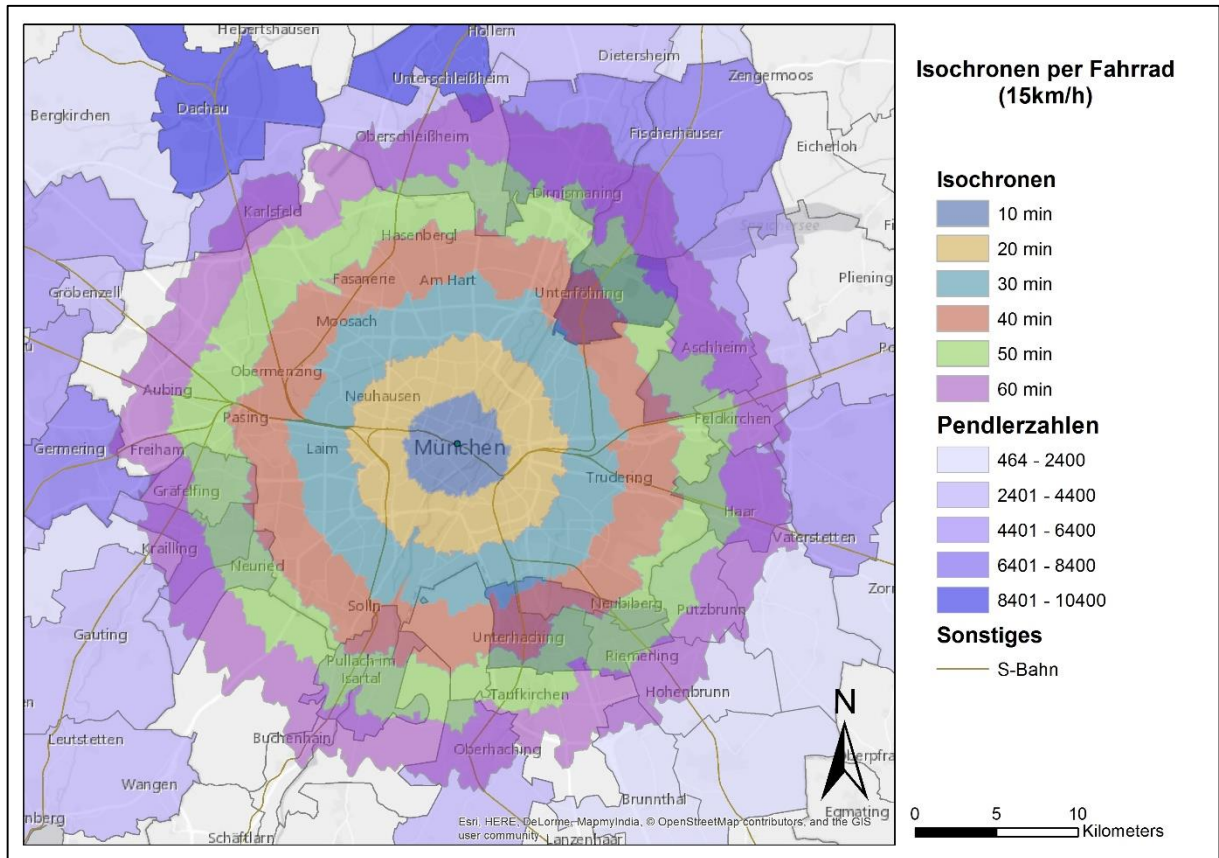 Hebertshausen
Hollern
Dietersheim
Unterschleißheim
Zengermoos
Dachau
Bergkirchen
Oberschleißheim
Fischerhäuser
Eicherloh
Dirnismaning
Karlsfeld
Speichersee
Hasenbergl
Fasanerie
Am Hart
Pliening
Gröbenzell
Unterföhring
Moosach
Aschheim
Obermenzing
Aubing
Neuhausen
Pasing
Feldkirchen
Germering
Freiham
Laim
München
Trudering
Gräfelfing
Haar
Vaterstetten
Krailling
Neuried
Solln
Neubiberg
Putzbrunn
Gauting
Unterhaching
Riemerling
Pullach im
Isartal
Taufkirchen
Hohenbrunn
Leutstetten
Buchenhain
Oberhaching
Wangen
Brunnthal
Egmating
Schäftlarn
Lanzenhaar
Esri, HERE, DeLorme, MapmyIndia, © OpenStreetMap contributors, and the GIS
user community
Isochronen per Fahrrad
(15km/h)
Isochronen
10 min
20 min
30 min
40 min
50 min
60 min
Pendlerzahlen
464 - 2400
2401 - 4400
4401 - 6400
6401 - 8400
8401 - 10400
Sonstiges
S-Bahn
N
0 5 10
Kilometers